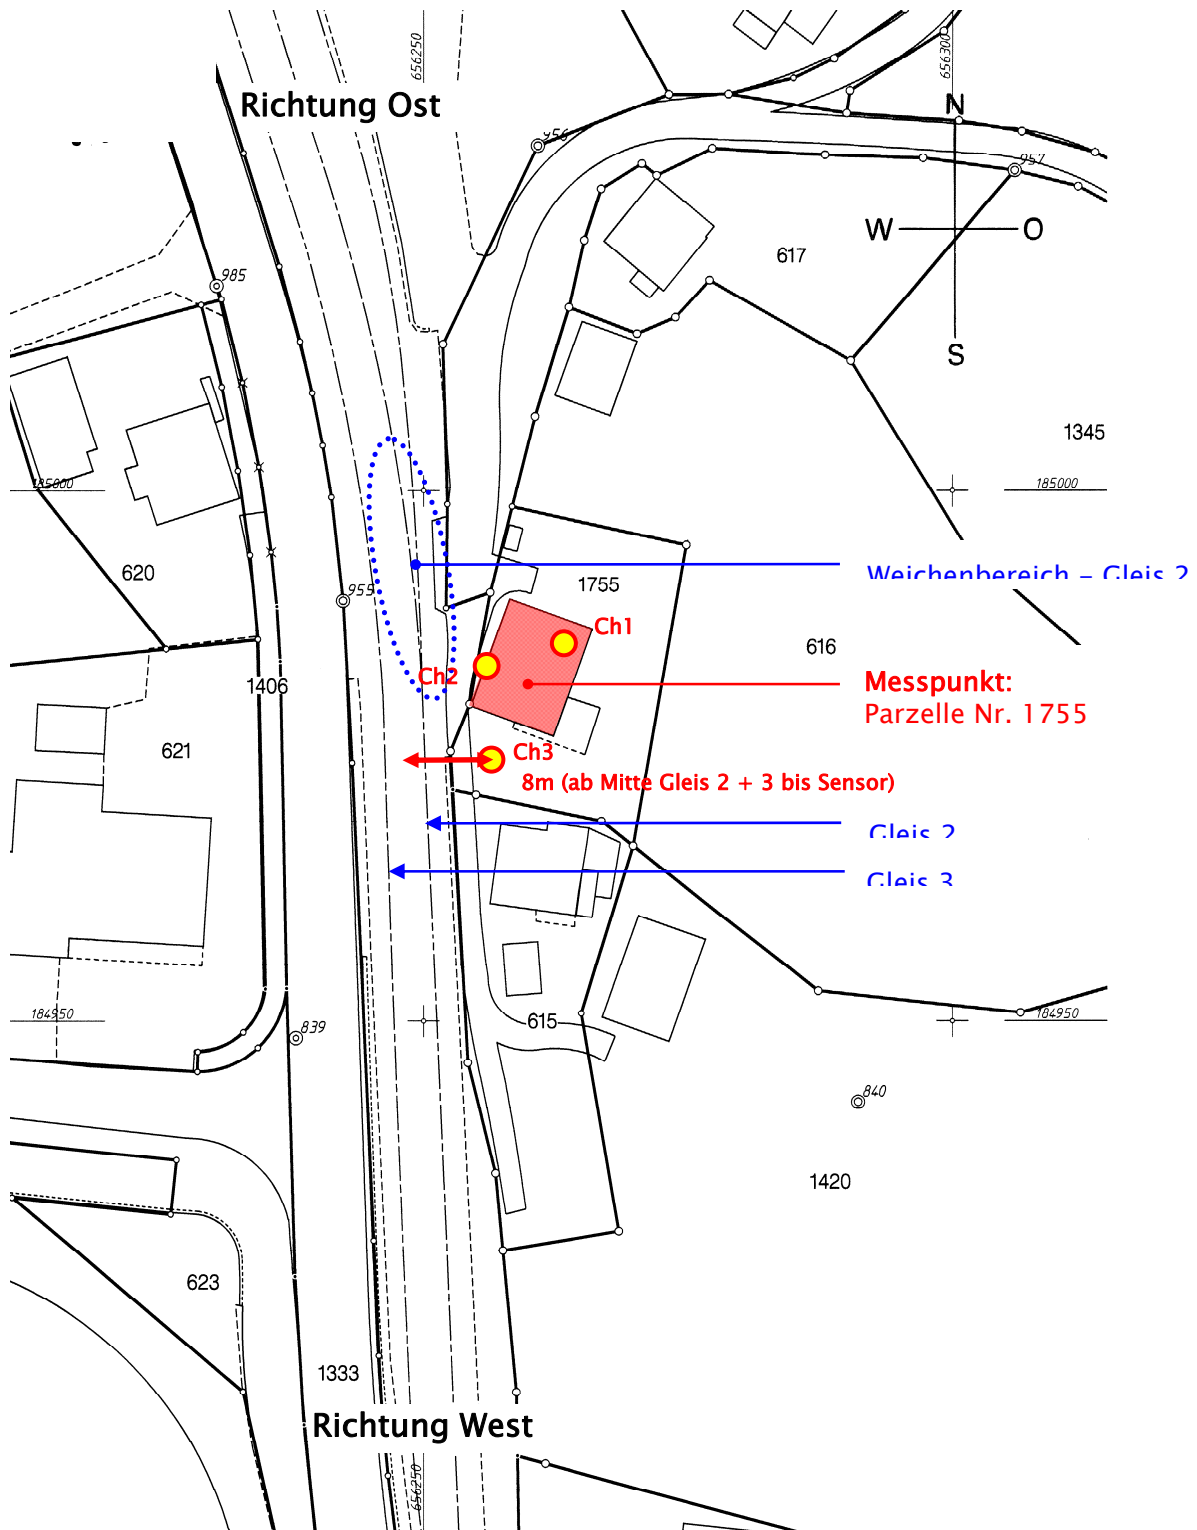 656250
656300
Richtung Ost
N
956
957
W
O
617
985
S
1345
185000
185000
Weichenbereich – Gleis 2
620
1755
955
Ch1
616
Ch2
1406
Messpunkt:
Parzelle Nr. 1755
621
Ch3
8m (ab Mitte Gleis 2 + 3 bis Sensor)
Gleis 2
Gleis 3
184950
615
184950
839
840
1420
623
1333
Richtung West
656250